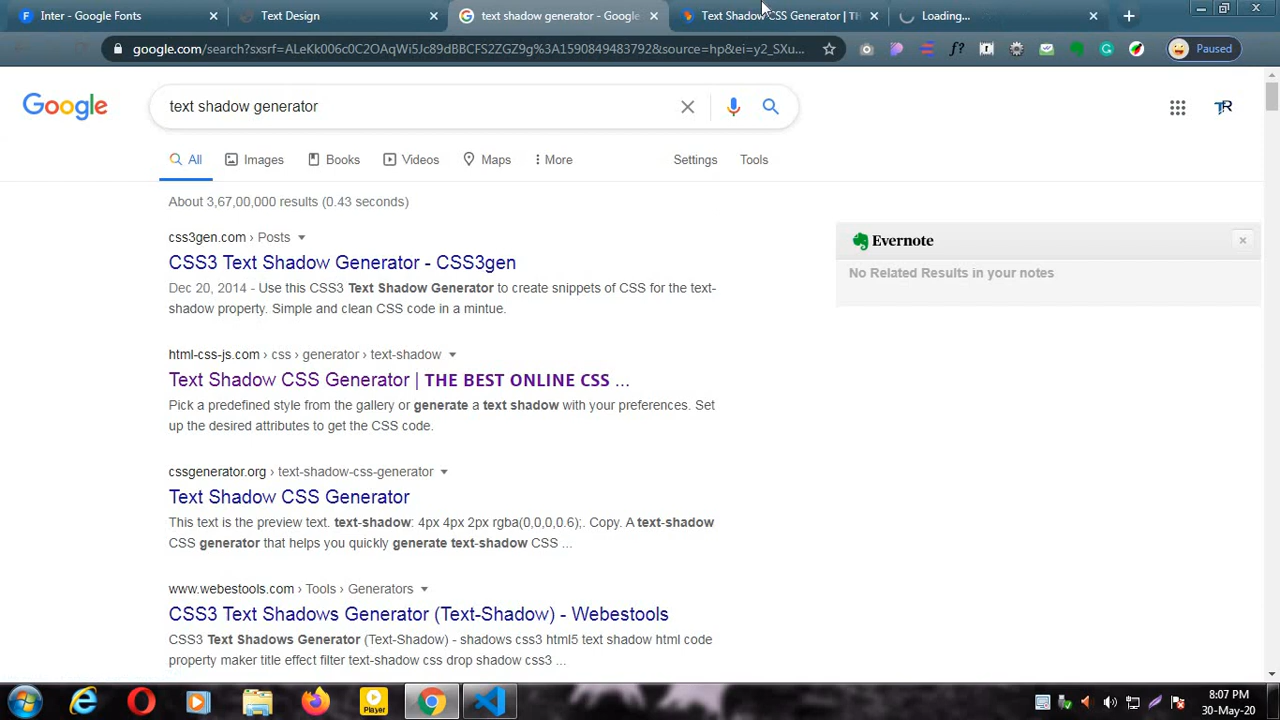 Inter - Google Fonts
Text Design
text shadow generator - Google
Text Shadow CSS Generator | TH
Loading...
google.com/search?sxsrf=ALeKk006c0C2OAqWi5Jc89dBBCFS2ZGZ9g%3A1590849483792&source=hp&ei=y2_SXu...
Paused
Google
text shadow generator
All
Images
Books
Videos
Maps
More
Settings
Tools
About 3,67,00,000 results (0.43 seconds)
css3gen.com › Posts
CSS3 Text Shadow Generator - CSS3gen
Dec 20, 2014 - Use this CSS3 Text Shadow Generator to create snippets of CSS for the text-
shadow property. Simple and clean CSS code in a mintue.
Evernote
No Related Results in your notes
html-css-js.com › css › generator › text-shadow
Text Shadow CSS Generator | THE BEST ONLINE CSS ...
Pick a predefined style from the gallery or generate a text shadow with your preferences. Set
up the desired attributes to get the CSS code.
cssgenerator.org › text-shadow-css-generator
Text Shadow CSS Generator
This text is the preview text. text-shadow: 4px 4px 2px rgba(0,0,0,0.6);. Copy. A text-shadow
CSS generator that helps you quickly generate text-shadow CSS ...
www.webestools.com › Tools › Generators
CSS3 Text Shadows Generator (Text-Shadow) - Webestools
CSS3 Text Shadows Generator (Text-Shadow) - shadows css3 html5 text shadow html code
property maker title effect filter text-shadow css drop shadow css3 ...
Player
8:07 PM
30-May-20